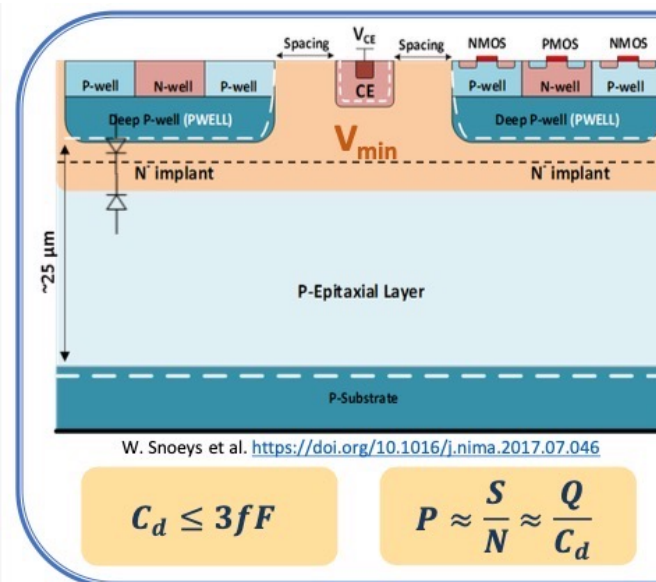 V_CE
Spacing Spacing NMOS PMOS NMOS
P-well N-well P-well CE P-well N-well P-well
Deep P-well (PWELL) Deep P-well (PWELL)
V_min
N⁻ implant N⁻ implant
~25 µm
P-Epitaxial Layer
P-Substrate
W. Snoeys et al. https://doi.org/10.1016/j.nima.2017.07.046
C_d ≤ 3fF
P ≈ S/N ≈ Q/C_d